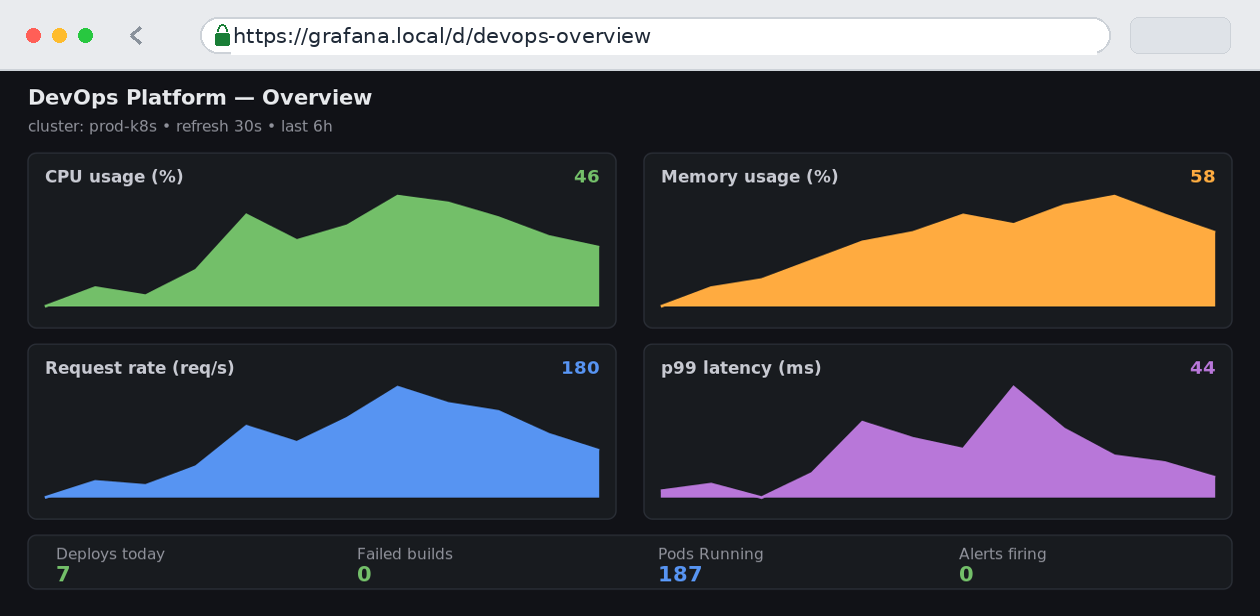 https://grafana.local/d/devops-overview
DevOps Platform — Overview
cluster: prod-k8s • refresh 30s • last 6h
CPU usage (%) 46
Memory usage (%) 58
Request rate (req/s) 180
p99 latency (ms) 44
Deploys today
7
Failed builds
0
Pods Running
187
Alerts firing
0